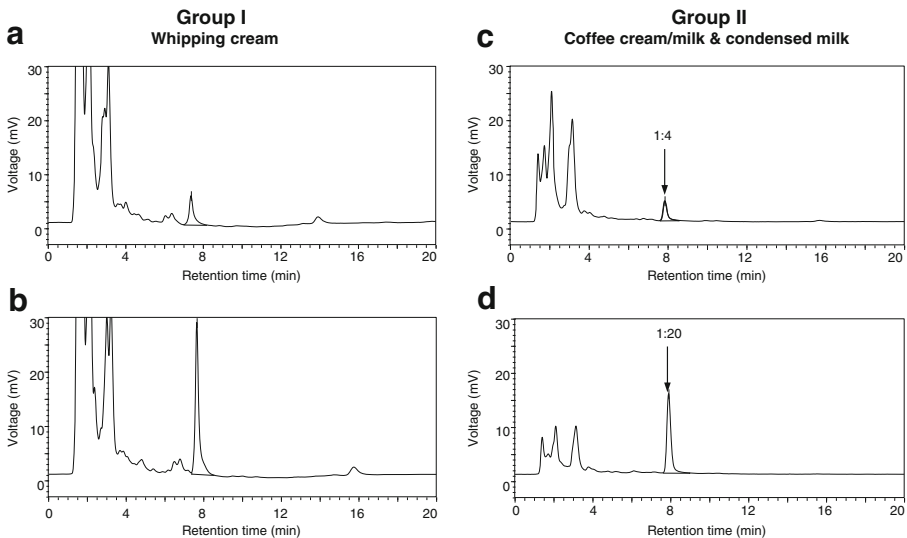 Group I
Whipping cream
Group II
Coffee cream/milk & condensed milk
a
30
20
10
0
Voltage (mV)
0 4 8 12 16 20
Retention time (min)
c
30
20
10
0
Voltage (mV)
1:4
0 4 8 12 16 20
Retention time (min)
b
30
20
10
0
Voltage (mV)
0 4 8 12 16 20
Retention time (min)
d
30
20
10
0
Voltage (mV)
1:20
0 4 8 12 16 20
Retention time (min)